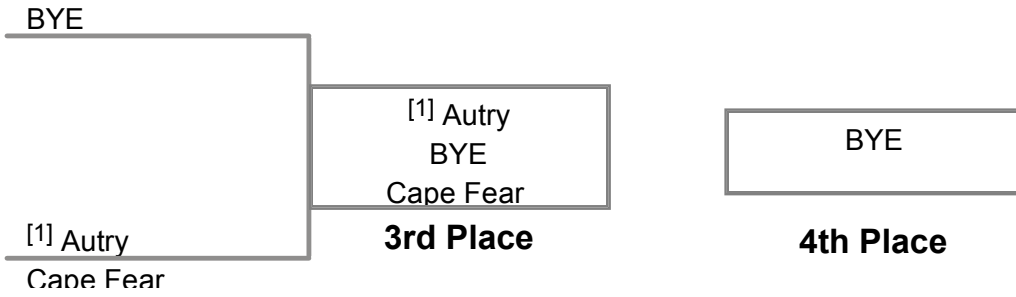 BYE
[1] Autry
BYE
Cape Fear
3rd Place
BYE
4th Place
[1] Autry
Cape Fear